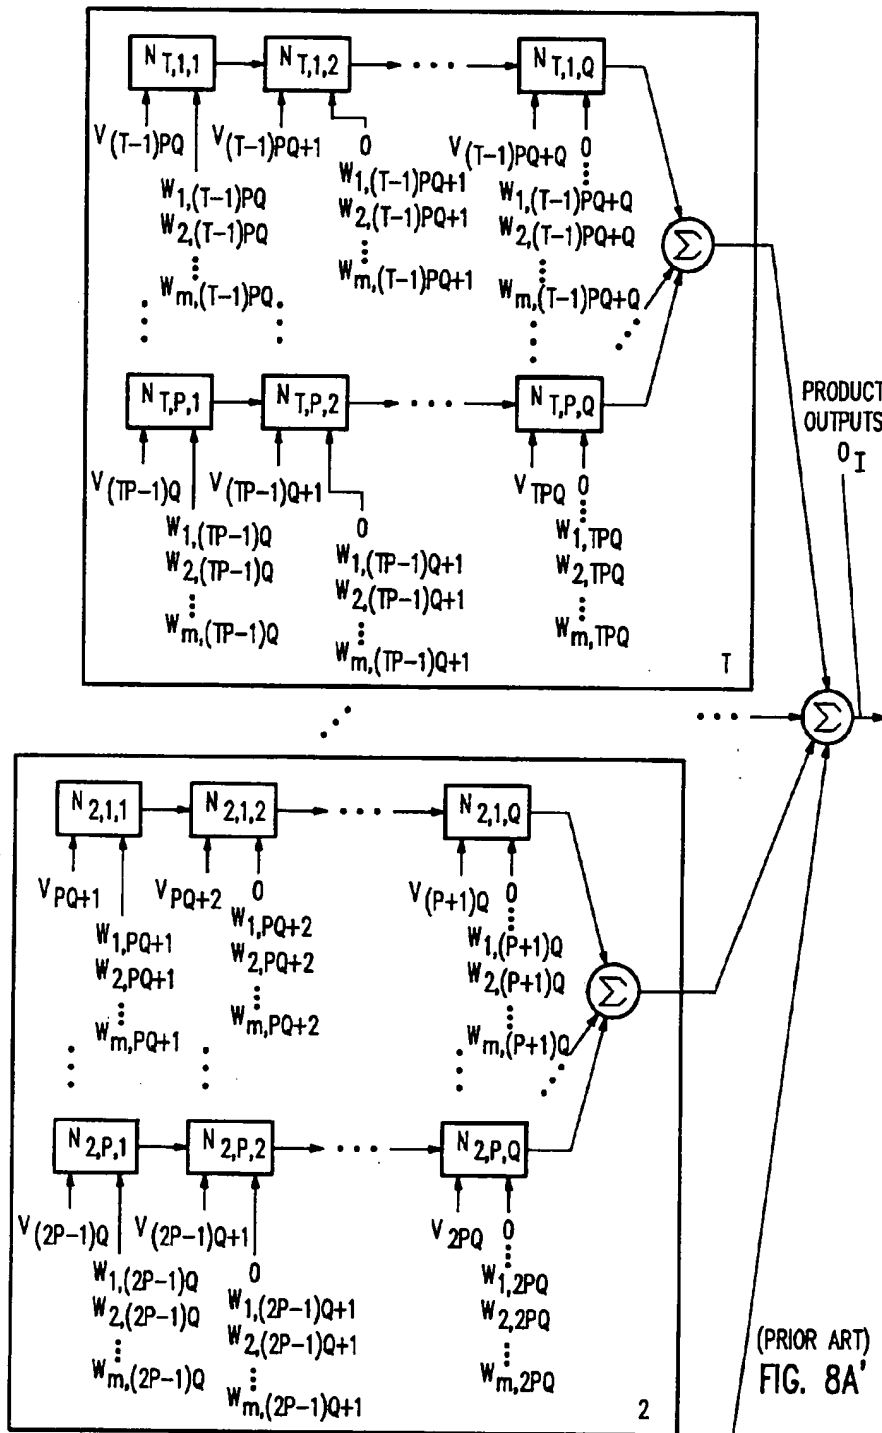 N T,1,1 N T,1,2 ... N T,1,Q
V (T-1)PQ V (T-1)PQ+1 0 V (T-1)PQ+Q 0
W 1,(T-1)PQ W 1,(T-1)PQ+1 W 1,(T-1)PQ+Q
W 2,(T-1)PQ W 2,(T-1)PQ+1 W 2,(T-1)PQ+Q
W m,(T-1)PQ W m,(T-1)PQ+1 W m,(T-1)PQ+Q
Σ
N T,P,1 N T,P,2 ... N T,P,Q
PRODUCT
OUTPUTS
O I
V (TP-1)Q V (TP-1)Q+1 0 V TPQ 0
W 1,(TP-1)Q W 1,(TP-1)Q+1 W 1,TPQ
W 2,(TP-1)Q W 2,(TP-1)Q+1 W 2,TPQ
W m,(TP-1)Q W m,(TP-1)Q+1 W m,TPQ
T
... Σ
N 2,1,1 N 2,1,2 ... N 2,1,Q
V PQ+1 V PQ+2 0 V (P+1)Q 0
W 1,PQ+1 W 1,PQ+2 W 1,(P+1)Q
W 2,PQ+1 W 2,PQ+2 W 2,(P+1)Q
W m,PQ+1 W m,PQ+2 W m,(P+1)Q
Σ
N 2,P,1 N 2,P,2 ... N 2,P,Q
V (2P-1)Q V (2P-1)Q+1 0 V 2PQ 0
W 1,(2P-1)Q W 1,(2P-1)Q+1 W 1,2PQ
W 2,(2P-1)Q W 2,(2P-1)Q+1 W 2,2PQ
W m,(2P-1)Q W m,(2P-1)Q+1 W m,2PQ
2
(PRIOR ART)
FIG. 8A'